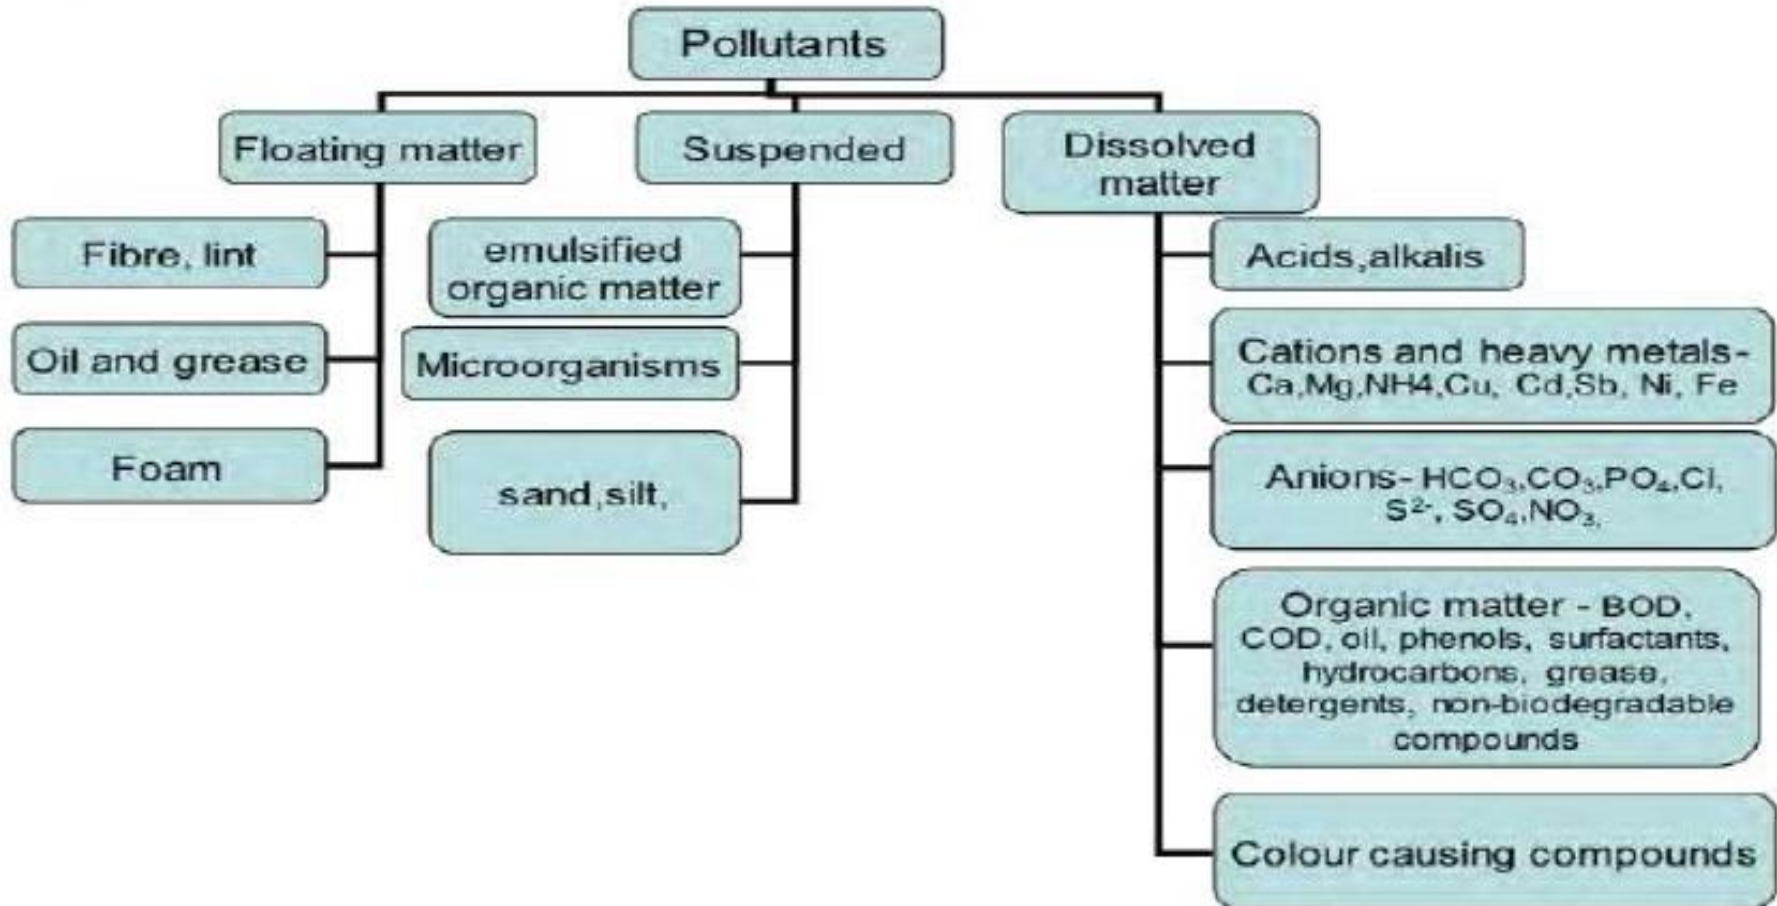 Pollutants
Floating matter
Suspended
Dissolved
matter
Fibre, lint
Oil and grease
Foam
emulsified
organic matter
Microorganisms
sand,silt,
Acids,alkalis
Cations and heavy metals-
Ca,Mg,NH4,Cu, Cd,Sb, Ni, Fe
Anions- HCO₃,CO₃,PO₄,Cl,
S²⁻, SO₄,NO₃,
Organic matter - BOD,
COD, oil, phenols, surfactants,
hydrocarbons, grease,
detergents, non-biodegradable
compounds
Colour causing compounds